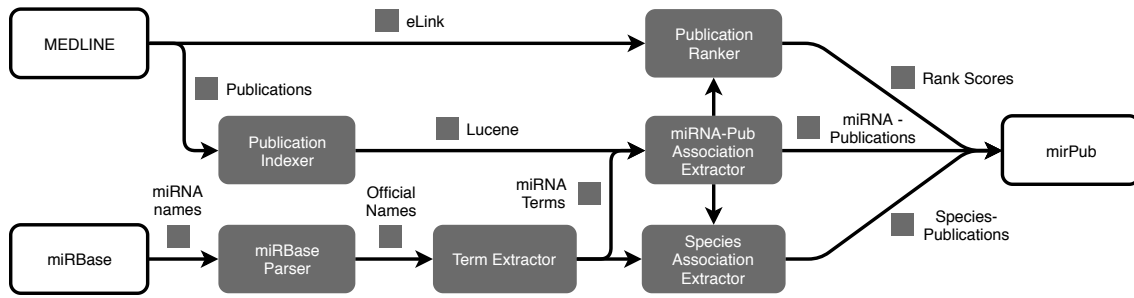 MEDLINE
eLink
Publication
Ranker
Publications
Rank Scores
Publication
Indexer
Lucene
miRNA-Pub
Association
Extractor
miRNA -
Publications
mirPub
miRNA
names
Official
Names
miRNA
Terms
Species-
Publications
miRBase
miRBase
Parser
Term Extractor
Species
Association
Extractor